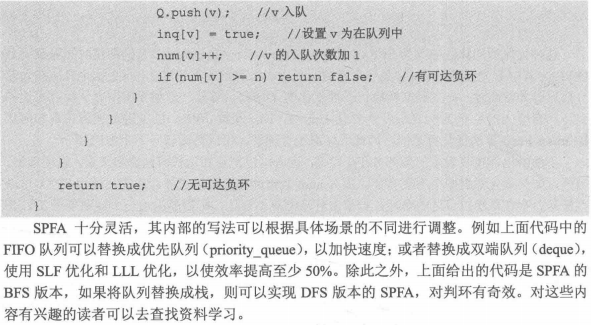 Q.push(v);    //v 入队
inq[v] = true;    //设置 v 为在队列中
num[v]++;    //v 的入队次数加 1
if(num[v] >= n) return false;    //有可达负环
}
}
}
}
return true;    //无可达负环
}
SPFA 十分灵活，其内部的写法可以根据具体场景的不同进行调整。例如上面代码中的
FIFO 队列可以替换成优先队列（priority_queue），以加快速度；或者替换成双端队列（deque），
使用 SLF 优化和 LLL 优化，以使效率提高至少 50%。除此之外，上面给出的代码是 SPFA 的
BFS 版本，如果将队列替换成栈，则可以实现 DFS 版本的 SPFA，对判环有奇效。对这些内
容有兴趣的读者可以去查找资料学习。